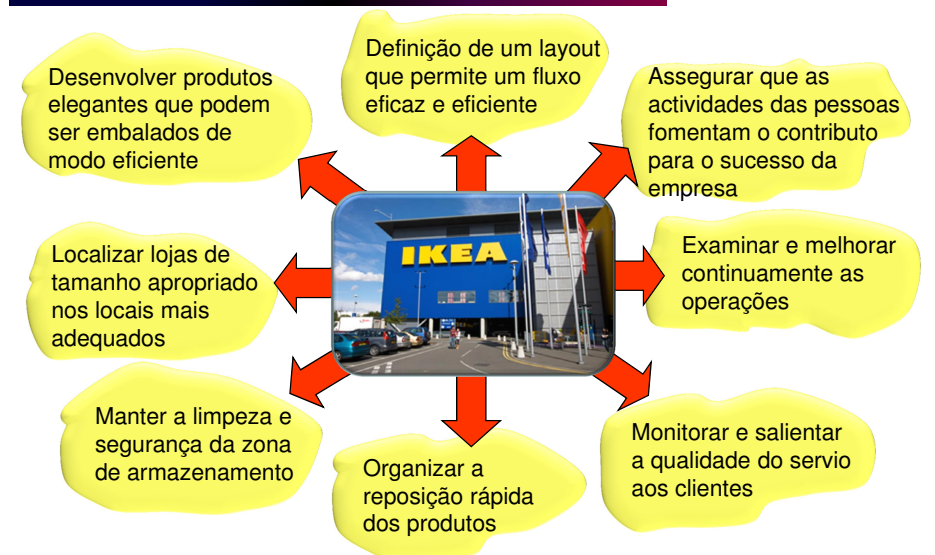 Desenvolver produtos
elegantes que podem
ser embalados de
modo eficiente
Definição de um layout
que permite um fluxo
eficaz e eficiente
Assegurar que as
actividades das pessoas
fomentam o contributo
para o sucesso da
empresa
Localizar lojas de
tamanho apropriado
nos locais mais
adequados
IKEA
Examinar e melhorar
continuamente as
operações
Manter a limpeza e
segurança da zona
de armazenamento
Organizar a
reposição rápida
dos produtos
Monitorar e salientar
a qualidade do servio
aos clientes